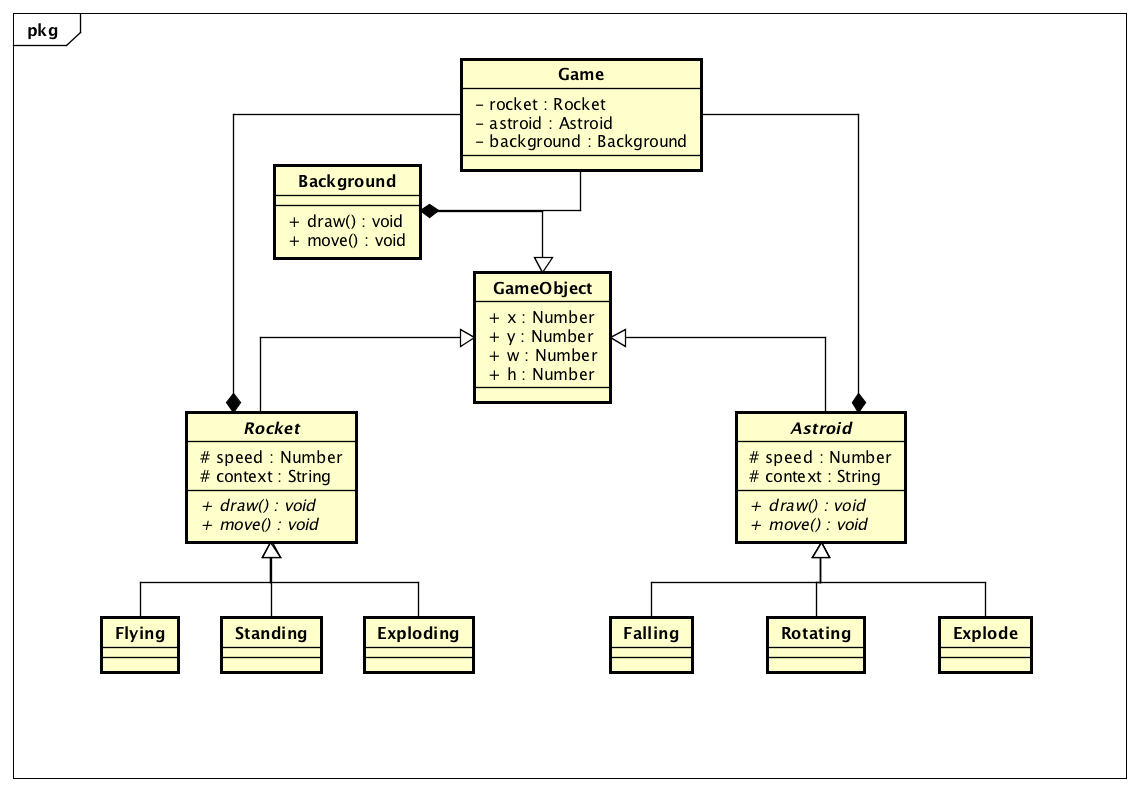 pkg
Game
- rocket : Rocket
- astroid : Astroid
- background : Background
Background
+ draw() : void
+ move() : void
GameObject
+ x : Number
+ y : Number
+ w : Number
+ h : Number
Rocket
# speed : Number
# context : String
+ draw() : void
+ move() : void
Astroid
# speed : Number
# context : String
+ draw() : void
+ move() : void
Flying
Standing
Exploding
Falling
Rotating
Explode